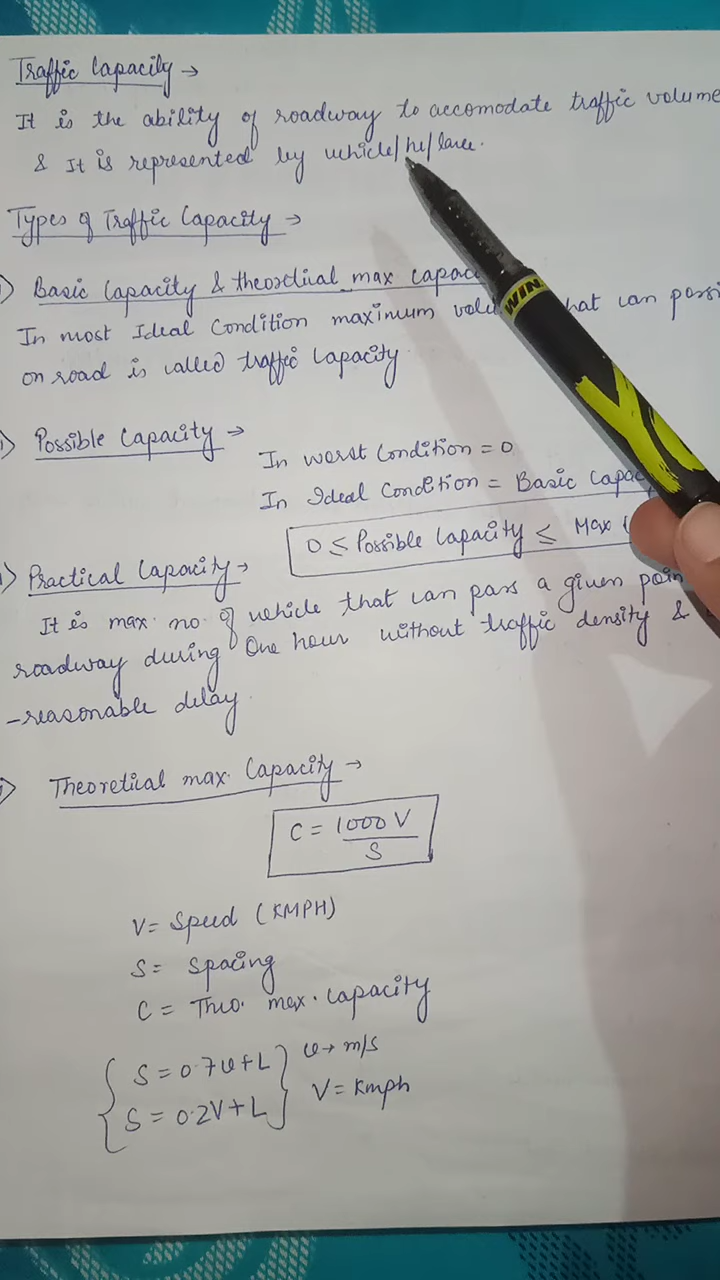 Traffic Capacity →
It is the ability of roadway to accomodate traffic volume
& It is represented by vehicle/hr/lane.
Types of Traffic Capacity →
Basic Capacity & theoretical max capac
In most Ideal Condition maximum volu that can possi
on road is called traffic Capacity.
Possible Capacity →
In worst Condition = 0
In Ideal Condition = Basic Capac
0 ≤ Possible Capacity ≤ Max (
Practical Capacity →
It is max. no. of vehicle that can pass a given poin
roadway during One hour without traffic density &
-reasonable delay.
Theoretical max. Capacity →
C = 1000 V / S
V = Speed (KMPH)
S = Spacing
C = Theo. max. capacity
{ S = 0.7v + L } v → m/s
{ S = 0.2V + L } V = Kmph
WIN
YO